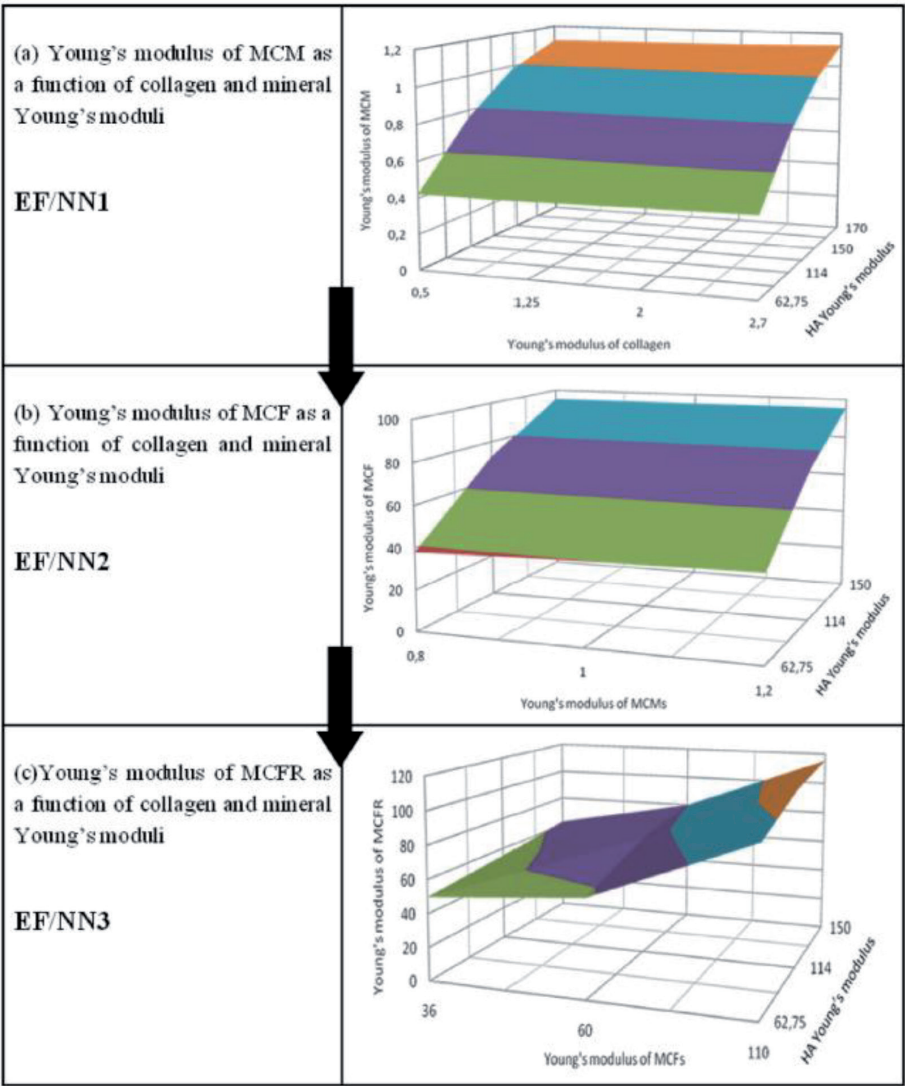 (a) Young's modulus of MCM as
a function of collagen and mineral
Young's moduli
EF/NN1
Young's modulus of MCM
1,2
1
0,8
0,6
0,4
0,2
0
0,5
1,25
2
2,7
Young's modulus of collagen
170
150
114
62,75
HA Young's modulus
(b) Young's modulus of MCF as a
function of collagen and mineral
Young's moduli
EF/NN2
Young's modulus of MCF
100
80
60
40
20
0
0,8
1
1,2
Young's modulus of MCMs
150
114
62,75
HA Young's modulus
(c)Young's modulus of MCFR as
a function of collagen and mineral
Young's moduli
EF/NN3
Young's modulus of MCFR
120
100
80
60
40
20
0
36
60
110
Young's modulus of MCFs
150
114
62,75
HA Young's modulus